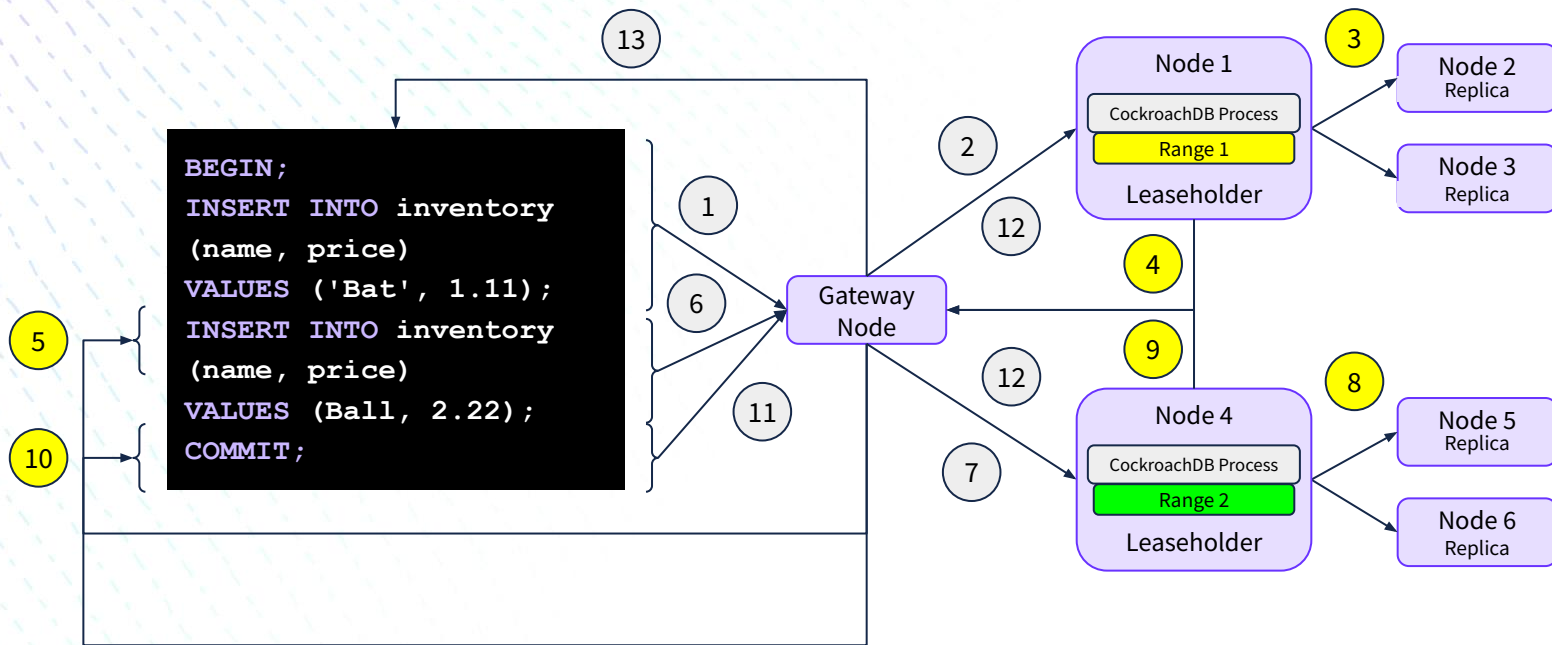 13
3
Node 1
Node 2
Replica
CockroachDB Process
Range 1
Leaseholder
2
Node 3
Replica
12
BEGIN;
INSERT INTO inventory
(name, price)
VALUES ('Bat', 1.11);
INSERT INTO inventory
(name, price)
VALUES (Ball, 2.22);
COMMIT;
1
6
11
5
10
Gateway
Node
4
9
12
7
8
Node 4
CockroachDB Process
Range 2
Leaseholder
Node 5
Replica
Node 6
Replica